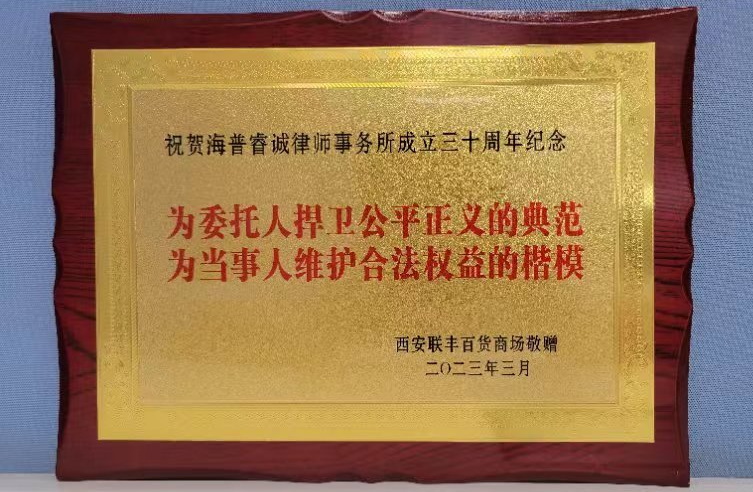 祝贺海普睿诚律师事务所成立三十周年纪念
为委托人捍卫公平正义的典范
为当事人维护合法权益的楷模
西安联丰百货商场敬赠
二〇二三年三月